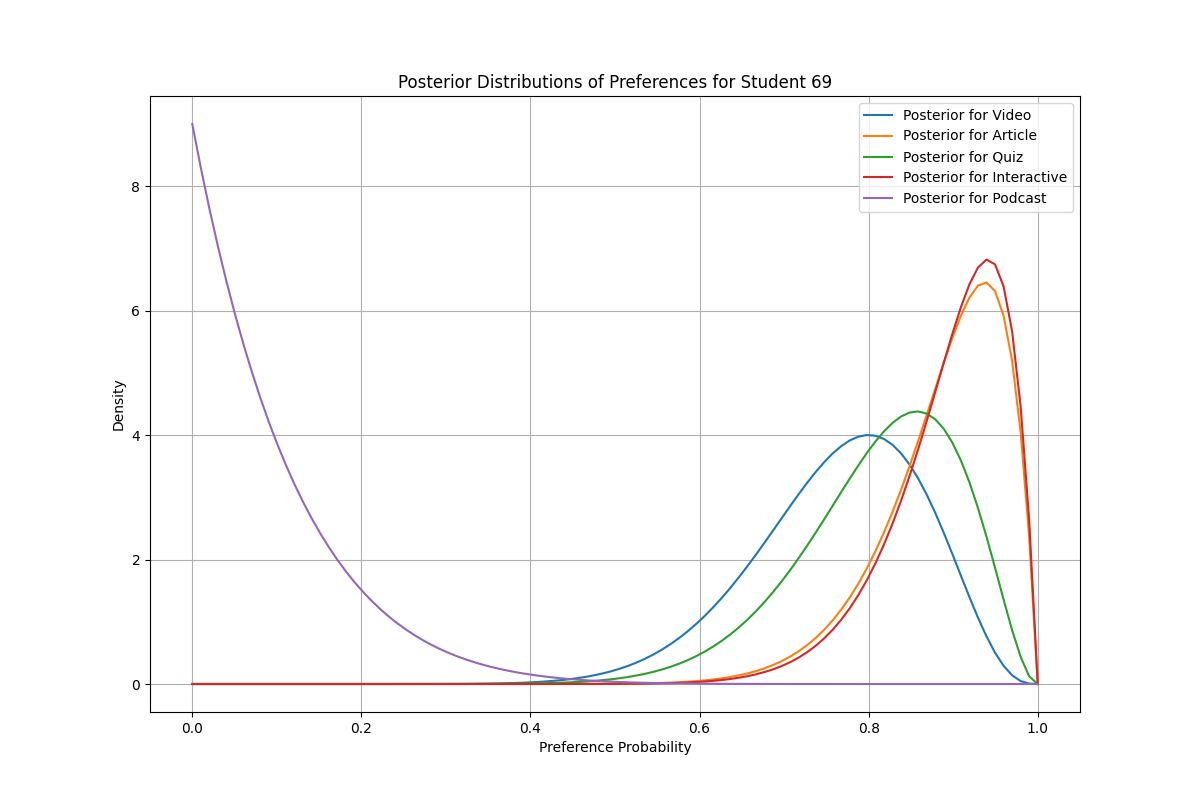 Posterior Distributions of Preferences for Student 69
Posterior for Video
Posterior for Article
Posterior for Quiz
Posterior for Interactive
Posterior for Podcast
Density
8
6
4
2
0
0.0 0.2 0.4 0.6 0.8 1.0
Preference Probability